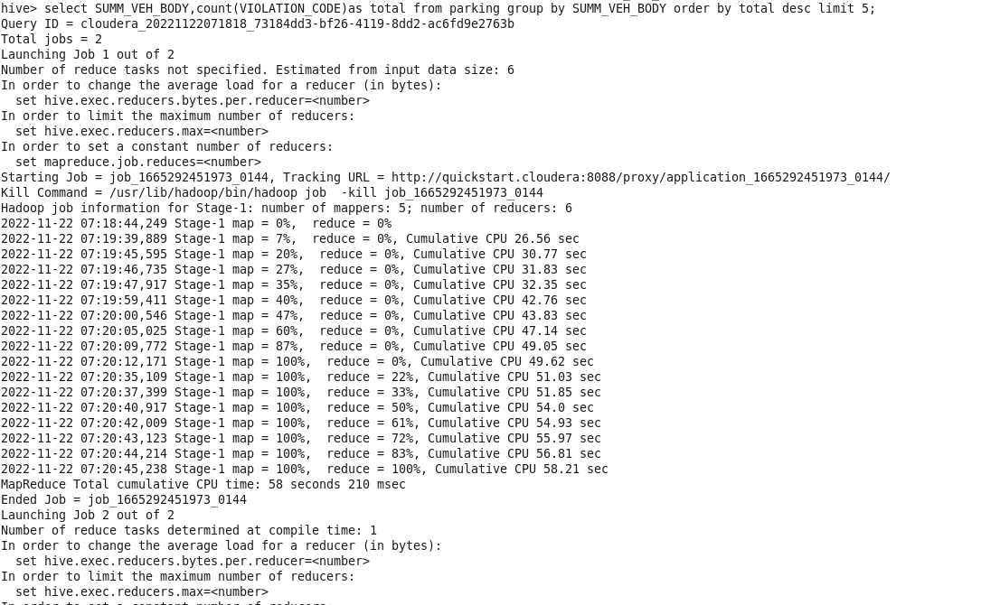 hive> select SUMM_VEH_BODY,count(VIOLATION_CODE)as total from parking group by SUMM_VEH_BODY order by total desc limit 5;
Query ID = cloudera_20221122071818_73184dd3-bf26-4119-8dd2-ac6fd9e2763b
Total jobs = 2
Launching Job 1 out of 2
Number of reduce tasks not specified. Estimated from input data size: 6
In order to change the average load for a reducer (in bytes):
  set hive.exec.reducers.bytes.per.reducer=<number>
In order to limit the maximum number of reducers:
  set hive.exec.reducers.max=<number>
In order to set a constant number of reducers:
  set mapreduce.job.reduces=<number>
Starting Job = job_1665292451973_0144, Tracking URL = http://quickstart.cloudera:8088/proxy/application_1665292451973_0144/
Kill Command = /usr/lib/hadoop/bin/hadoop job  -kill job_1665292451973_0144
Hadoop job information for Stage-1: number of mappers: 5; number of reducers: 6
2022-11-22 07:18:44,249 Stage-1 map = 0%,  reduce = 0%
2022-11-22 07:19:39,889 Stage-1 map = 7%,  reduce = 0%, Cumulative CPU 26.56 sec
2022-11-22 07:19:45,595 Stage-1 map = 20%,  reduce = 0%, Cumulative CPU 30.77 sec
2022-11-22 07:19:46,735 Stage-1 map = 27%,  reduce = 0%, Cumulative CPU 31.83 sec
2022-11-22 07:19:47,917 Stage-1 map = 35%,  reduce = 0%, Cumulative CPU 32.35 sec
2022-11-22 07:19:59,411 Stage-1 map = 40%,  reduce = 0%, Cumulative CPU 42.76 sec
2022-11-22 07:20:00,546 Stage-1 map = 47%,  reduce = 0%, Cumulative CPU 43.83 sec
2022-11-22 07:20:05,025 Stage-1 map = 60%,  reduce = 0%, Cumulative CPU 47.14 sec
2022-11-22 07:20:09,772 Stage-1 map = 87%,  reduce = 0%, Cumulative CPU 49.05 sec
2022-11-22 07:20:12,171 Stage-1 map = 100%,  reduce = 0%, Cumulative CPU 49.62 sec
2022-11-22 07:20:35,109 Stage-1 map = 100%,  reduce = 22%, Cumulative CPU 51.03 sec
2022-11-22 07:20:37,399 Stage-1 map = 100%,  reduce = 33%, Cumulative CPU 51.85 sec
2022-11-22 07:20:40,917 Stage-1 map = 100%,  reduce = 50%, Cumulative CPU 54.0 sec
2022-11-22 07:20:42,009 Stage-1 map = 100%,  reduce = 61%, Cumulative CPU 54.93 sec
2022-11-22 07:20:43,123 Stage-1 map = 100%,  reduce = 72%, Cumulative CPU 55.97 sec
2022-11-22 07:20:44,214 Stage-1 map = 100%,  reduce = 83%, Cumulative CPU 56.81 sec
2022-11-22 07:20:45,238 Stage-1 map = 100%,  reduce = 100%, Cumulative CPU 58.21 sec
MapReduce Total cumulative CPU time: 58 seconds 210 msec
Ended Job = job_1665292451973_0144
Launching Job 2 out of 2
Number of reduce tasks determined at compile time: 1
In order to change the average load for a reducer (in bytes):
  set hive.exec.reducers.bytes.per.reducer=<number>
In order to limit the maximum number of reducers:
  set hive.exec.reducers.max=<number>